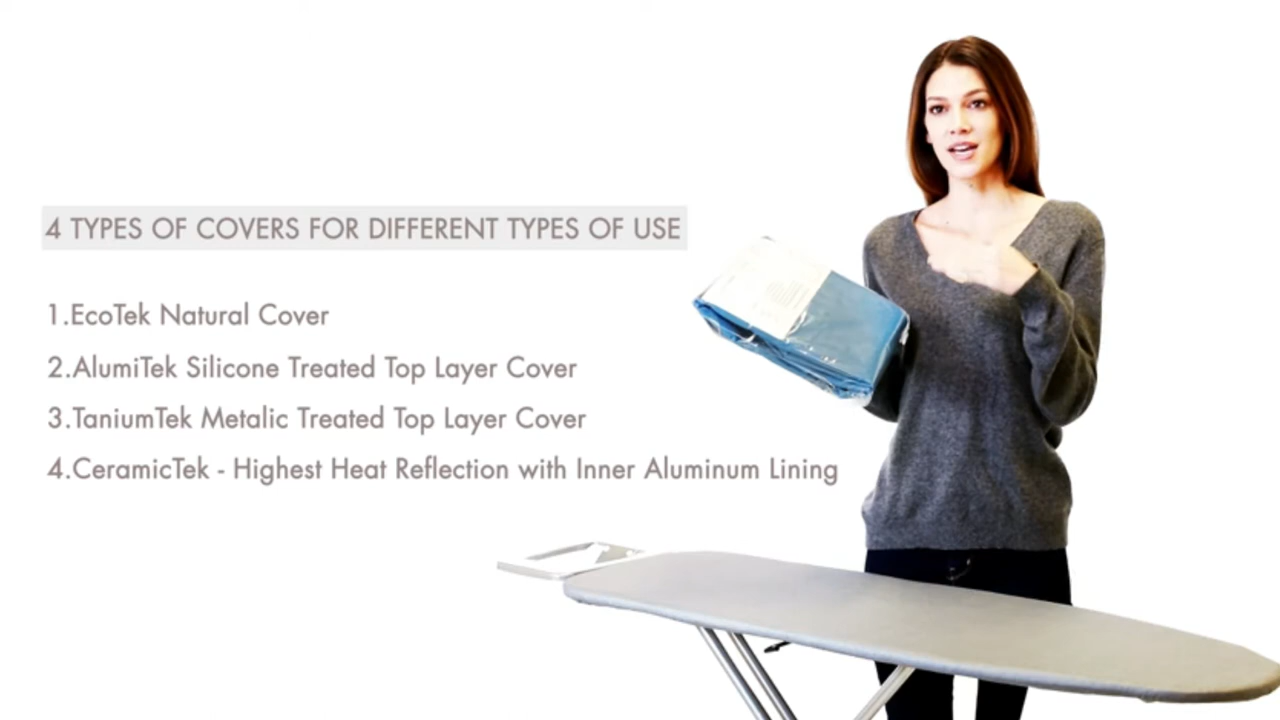 4 TYPES OF COVERS FOR DIFFERENT TYPES OF USE
1.EcoTek Natural Cover
2.AlumiTek Silicone Treated Top Layer Cover
3.TaniumTek Metalic Treated Top Layer Cover
4.CeramicTek - Highest Heat Reflection with Inner Aluminum Lining